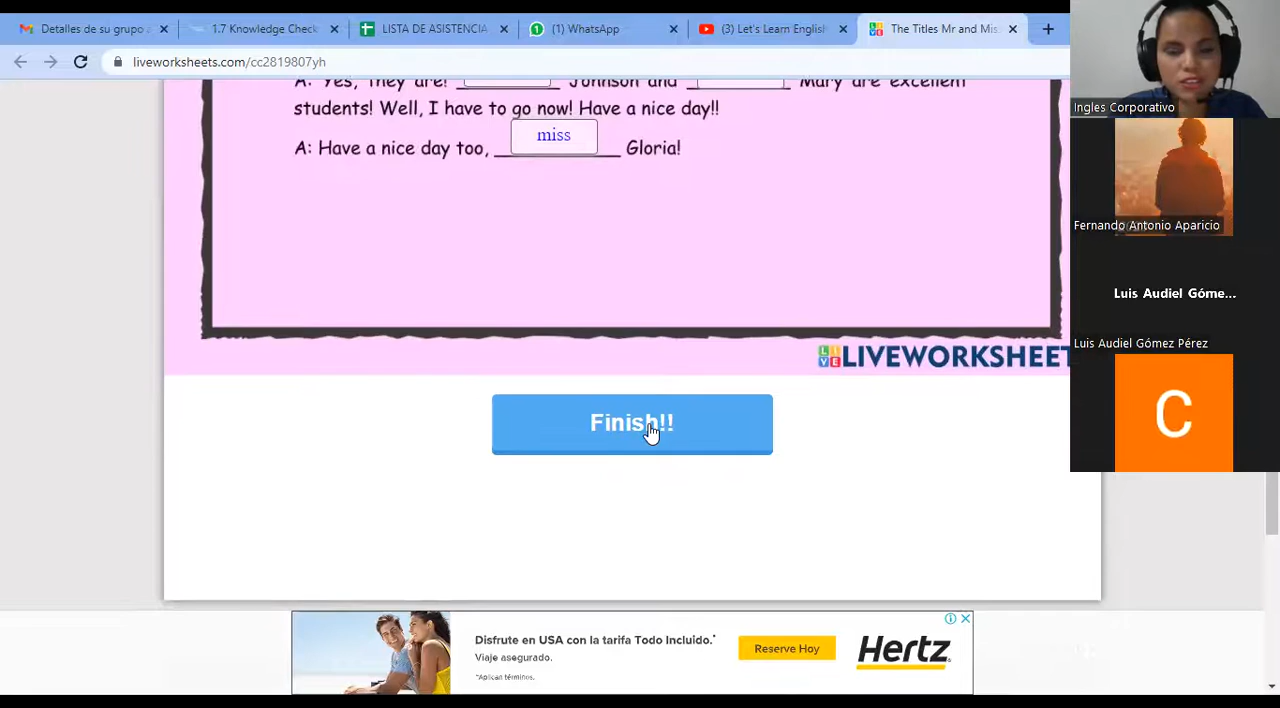 Detalles de su grupo
1.7 Knowledge Check
LISTA DE ASISTENCIA
(1) WhatsApp
(3) Let's Learn English
The Titles Mr and Mis
liveworksheets.com/cc2819807yh
A: Yes, They are! Johnson and Mary are excellent
students! Well, I have to go now! Have a nice day!!
A: Have a nice day too, miss Gloria!
LIVE LIVEWORKSHEET
Finish!!
Disfrute en USA con la tarifa Todo Incluido.*
Viaje asegurado.
*Aplican términos.
Reserve Hoy
Hertz
Ingles Corporativo
Fernando Antonio Aparicio
Luis Audiel Góme...
Luis Audiel Gómez Pérez
C